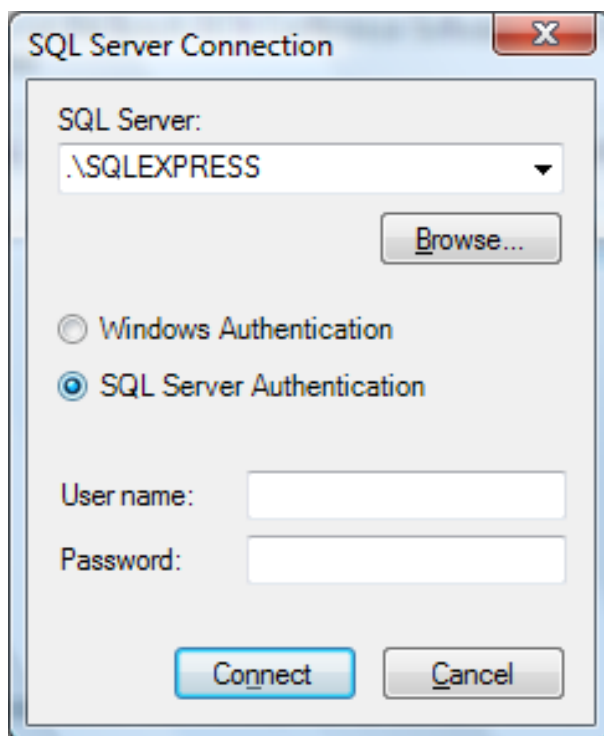 SQL Server Connection
SQL Server:
.\SQLEXPRESS
Browse...
Windows Authentication
SQL Server Authentication
User name:
Password:
Connect Cancel